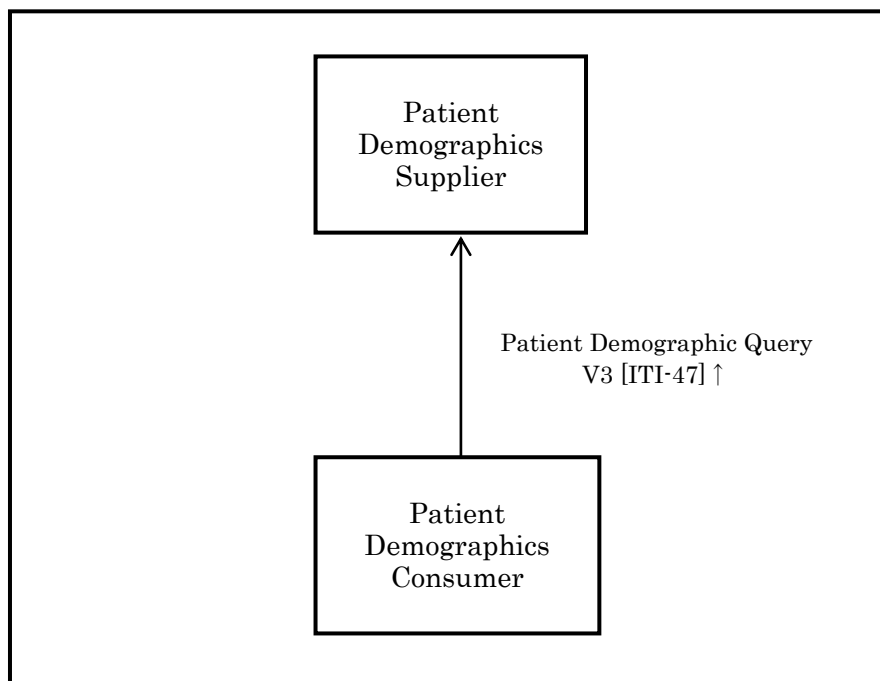 Patient
Demographics
Supplier
Patient Demographic Query
V3 [ITI-47] ↑
Patient
Demographics
Consumer